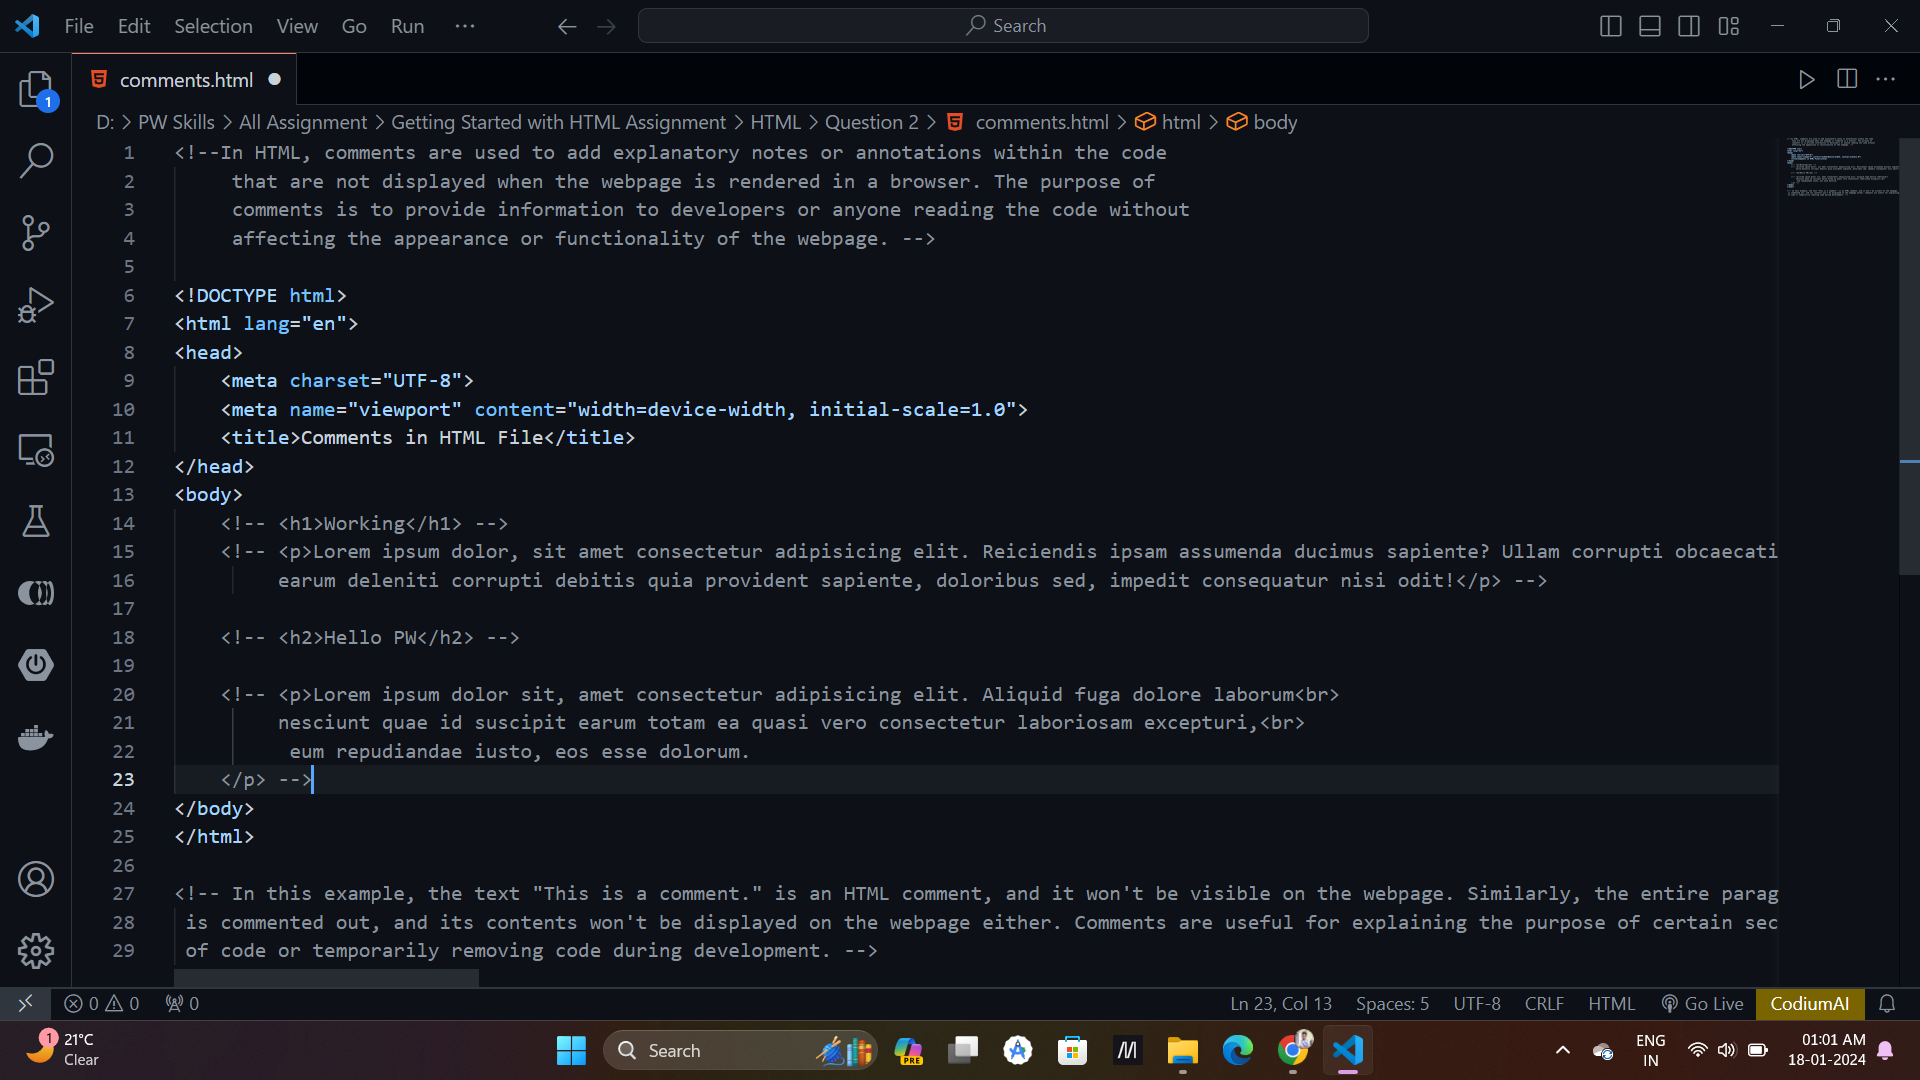 File Edit Selection View Go Run ··· Search
comments.html
D: > PW Skills > All Assignment > Getting Started with HTML Assignment > HTML > Question 2 > comments.html > html > body
1 <!--In HTML, comments are used to add explanatory notes or annotations within the code
2 that are not displayed when the webpage is rendered in a browser. The purpose of
3 comments is to provide information to developers or anyone reading the code without
4 affecting the appearance or functionality of the webpage. -->
5
6 <!DOCTYPE html>
7 <html lang="en">
8 <head>
9 <meta charset="UTF-8">
10 <meta name="viewport" content="width=device-width, initial-scale=1.0">
11 <title>Comments in HTML File</title>
12 </head>
13 <body>
14 <!-- <h1>Working</h1> -->
15 <!-- <p>Lorem ipsum dolor, sit amet consectetur adipisicing elit. Reiciendis ipsam assumenda ducimus sapiente? Ullam corrupti obcaecati
16 earum deleniti corrupti debitis quia provident sapiente, doloribus sed, impedit consequatur nisi odit!</p> -->
17
18 <!-- <h2>Hello PW</h2> -->
19
20 <!-- <p>Lorem ipsum dolor sit, amet consectetur adipisicing elit. Aliquid fuga dolore laborum<br>
21 nesciunt quae id suscipit earum totam ea quasi vero consectetur laboriosam excepturi,<br>
22 eum repudiandae iusto, eos esse dolorum.
23 </p> -->
24 </body>
25 </html>
26
27 <!-- In this example, the text "This is a comment." is an HTML comment, and it won't be visible on the webpage. Similarly, the entire parag
28 is commented out, and its contents won't be displayed on the webpage either. Comments are useful for explaining the purpose of certain sec
29 of code or temporarily removing code during development. -->
1
0 0 0 Ln 23, Col 13 Spaces: 5 UTF-8 CRLF HTML Go Live CodiumAI
1 21°C Search PRE ENG 01:01 AM
Clear IN 18-01-2024